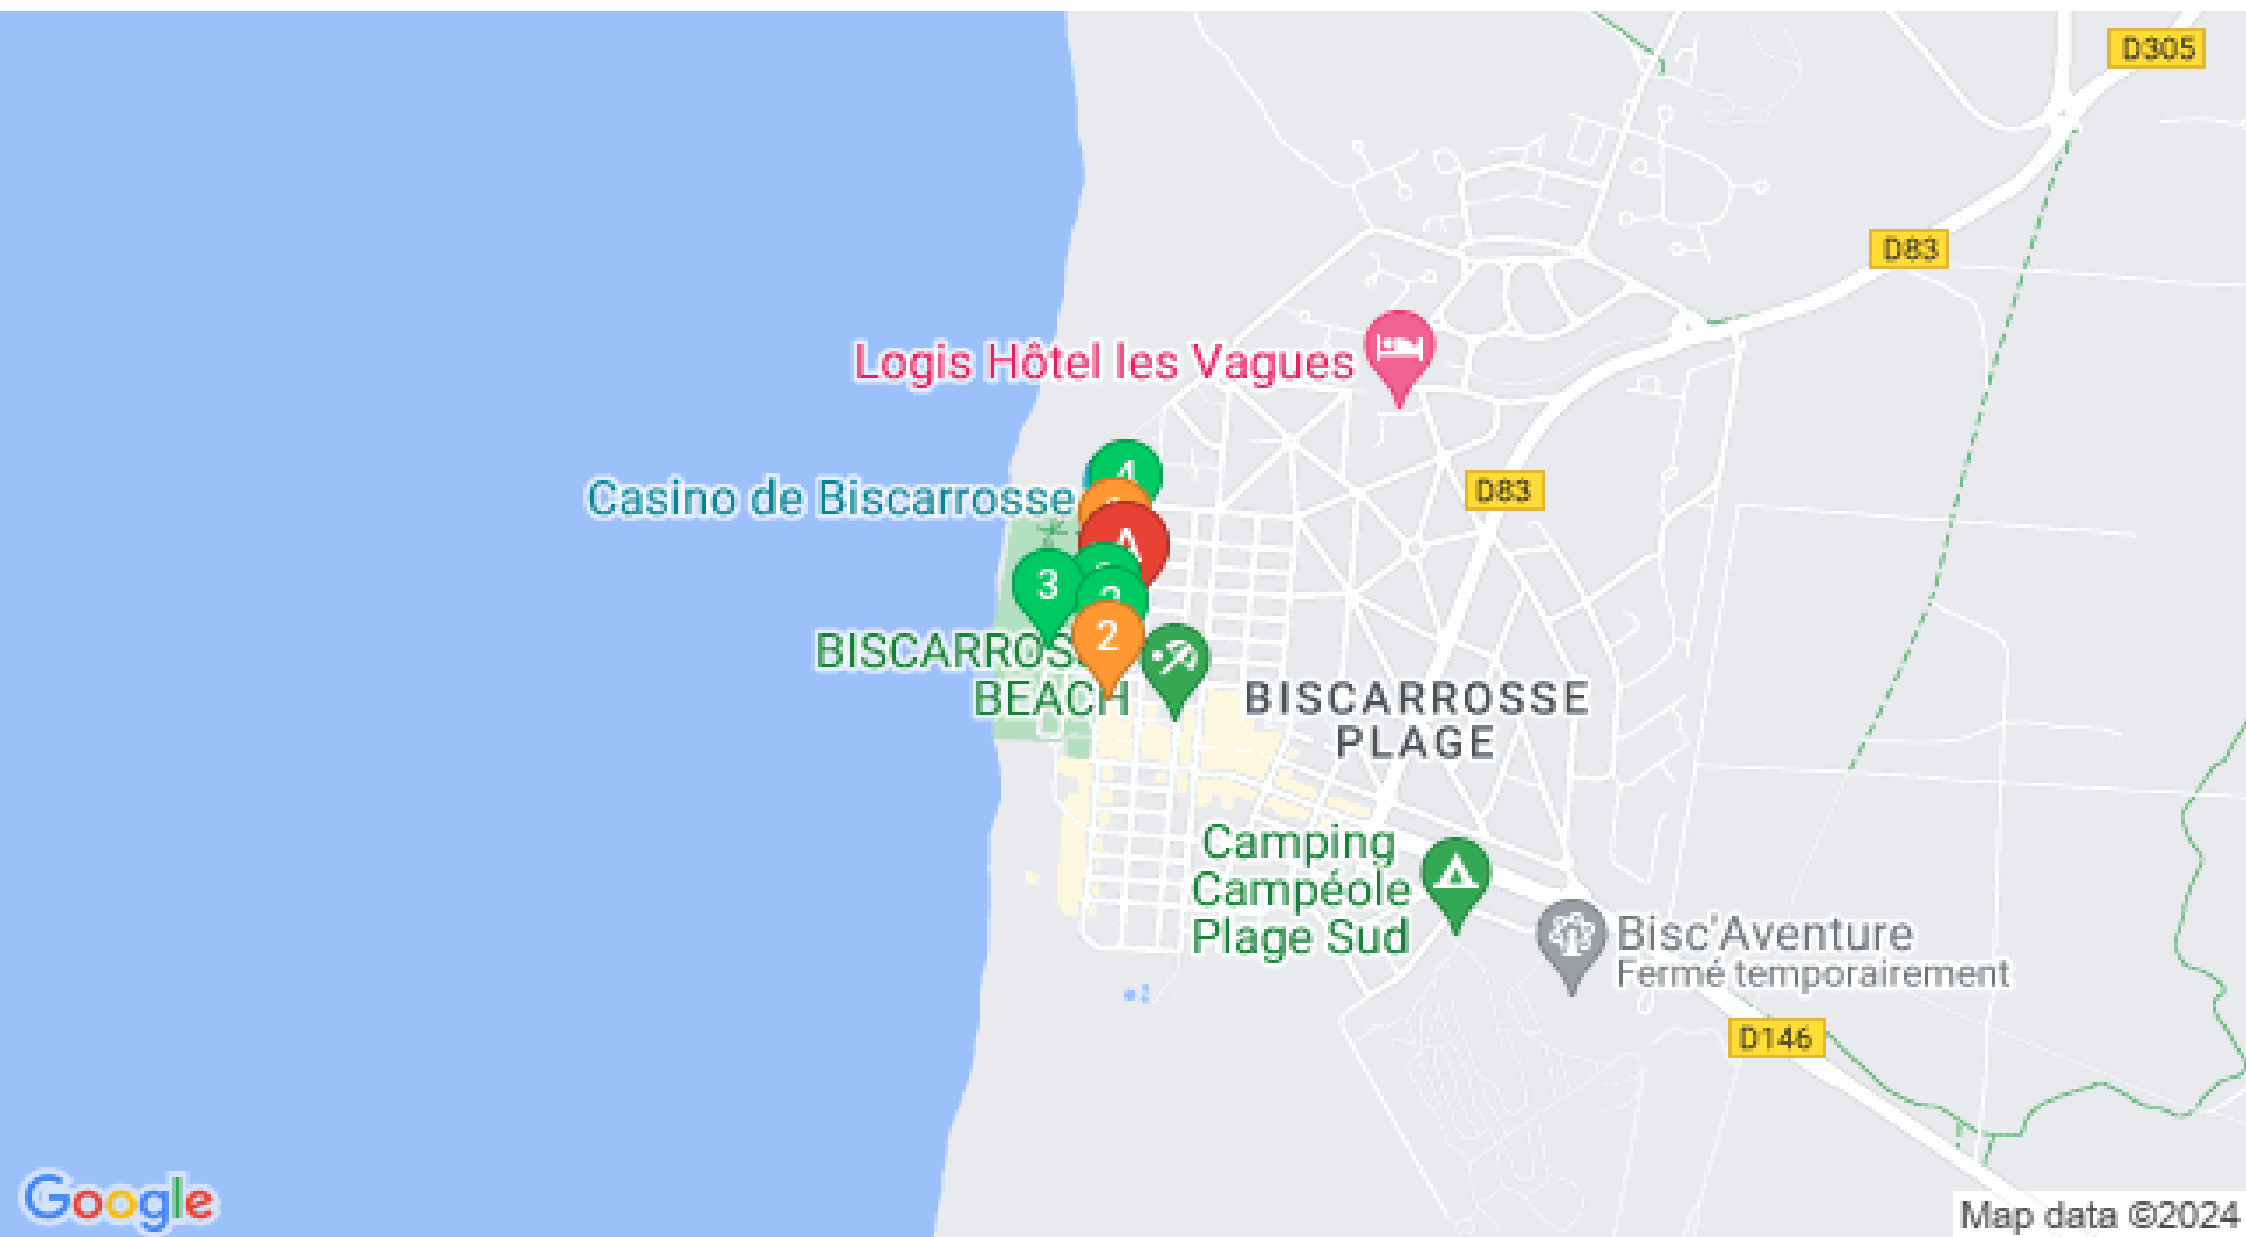 D305
D83
Logis Hôtel les Vagues
4
D83
Casino de Biscarrosse
A
3
2
BEACH
BISCARROSSE
PLAGE
Camping
Campéole
Plage Sud
Bisc'Aventure
Fermé temporairement
D146
Google
Map data ©2024